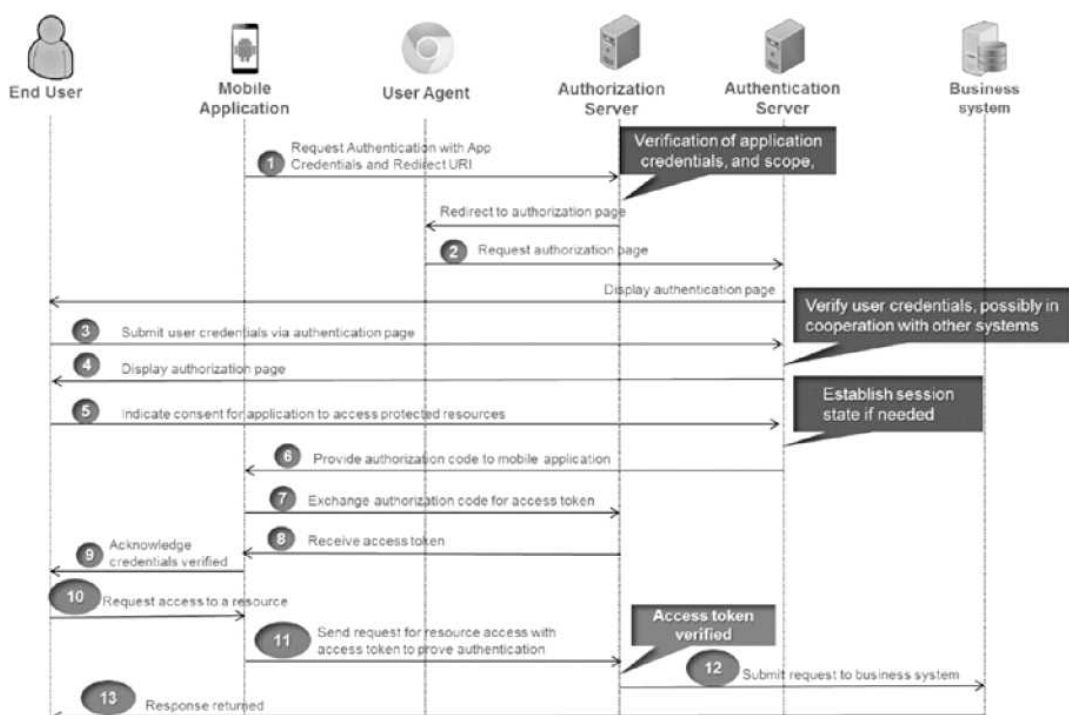 End User
Mobile
Application
User Agent
Authorization
Server
Authentication
Server
Business
system
1
Request Authentication with App
Credentials and Redirect URI
Verification of application
credentials, and scope,
Redirect to authorization page
2
Request authorization page
Display authentication page
Verify user credentials, possibly in
cooperation with other systems
3
Submit user credentials via authentication page
4
Display authorization page
5
Indicate consent for application to access protected resources
Establish session
state if needed
6
Provide authorization code to mobile application
7
Exchange authorization code for access token
8
Receive access token
9
Acknowledge
credentials verified
10
Request access to a resource
11
Send request for resource access with
access token to prove authentication
Access token
verified
12
Submit request to business system
13
Response returned